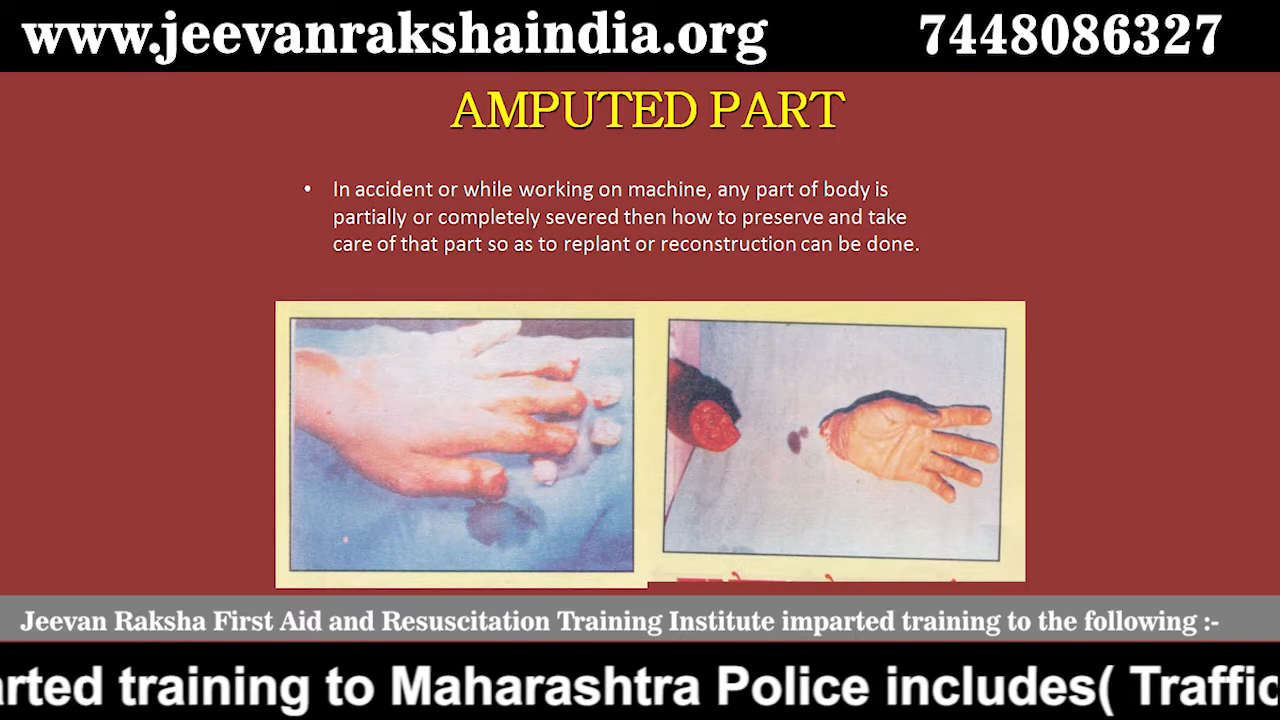 www.jeevanrakshaindia.org 7448086327
AMPUTED PART
• In accident or while working on machine, any part of body is
partially or completely severed then how to preserve and take
care of that part so as to replant or reconstruction can be done.
Jeevan Raksha First Aid and Resuscitation Training Institute imparted training to the following :-
training to Maharashtra Police includes(